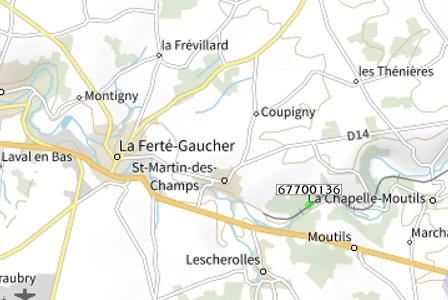 la Frévillard
les Thénières
Montigny
Coupigny
D14
La Ferté-Gaucher
Laval en Bas
St-Martin-des-
Champs
67700136
La Chapelle-Moutils
Moutils
Marcha
Lescherolles
raubry